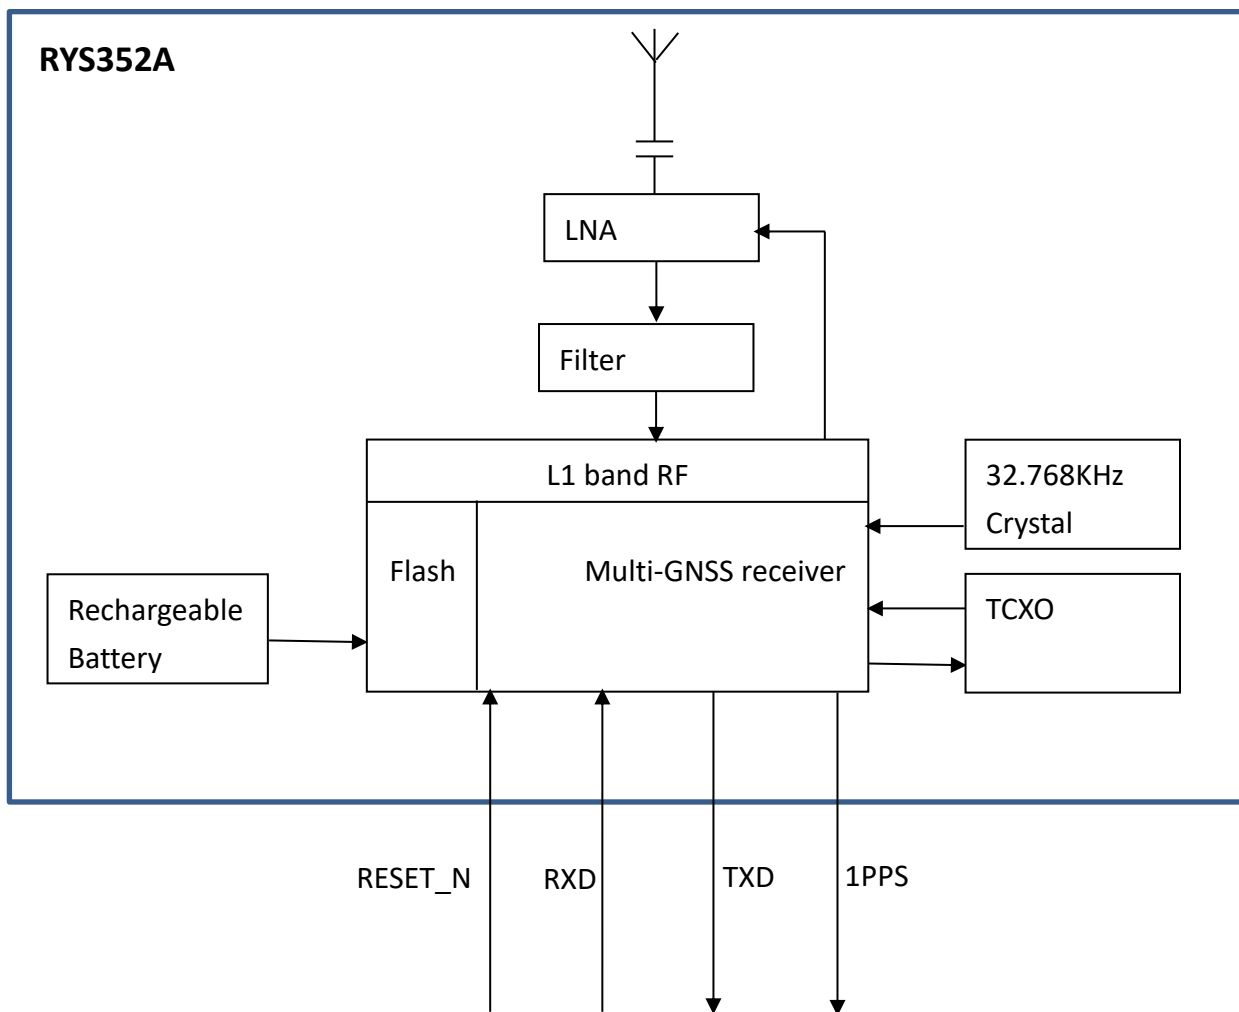 RYS352A
LNA
Filter
L1 band RF
32.768KHz
Crystal
Flash
Multi-GNSS receiver
Rechargeable
Battery
TCXO
RESET_N
RXD
TXD
1PPS